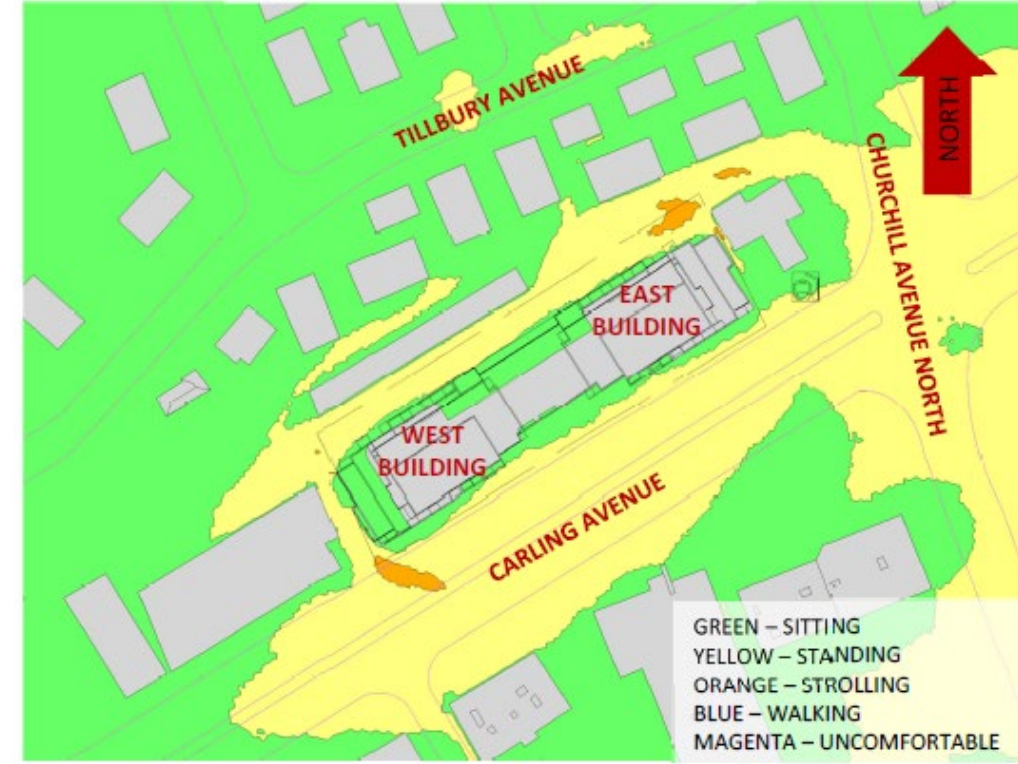 TILLBURY AVENUE
NORTH
CHURCHILL AVENUE NORTH
EAST
BUILDING
WEST
BUILDING
CARLING AVENUE
GREEN – SITTING
YELLOW – STANDING
ORANGE – STROLLING
BLUE – WALKING
MAGENTA – UNCOMFORTABLE